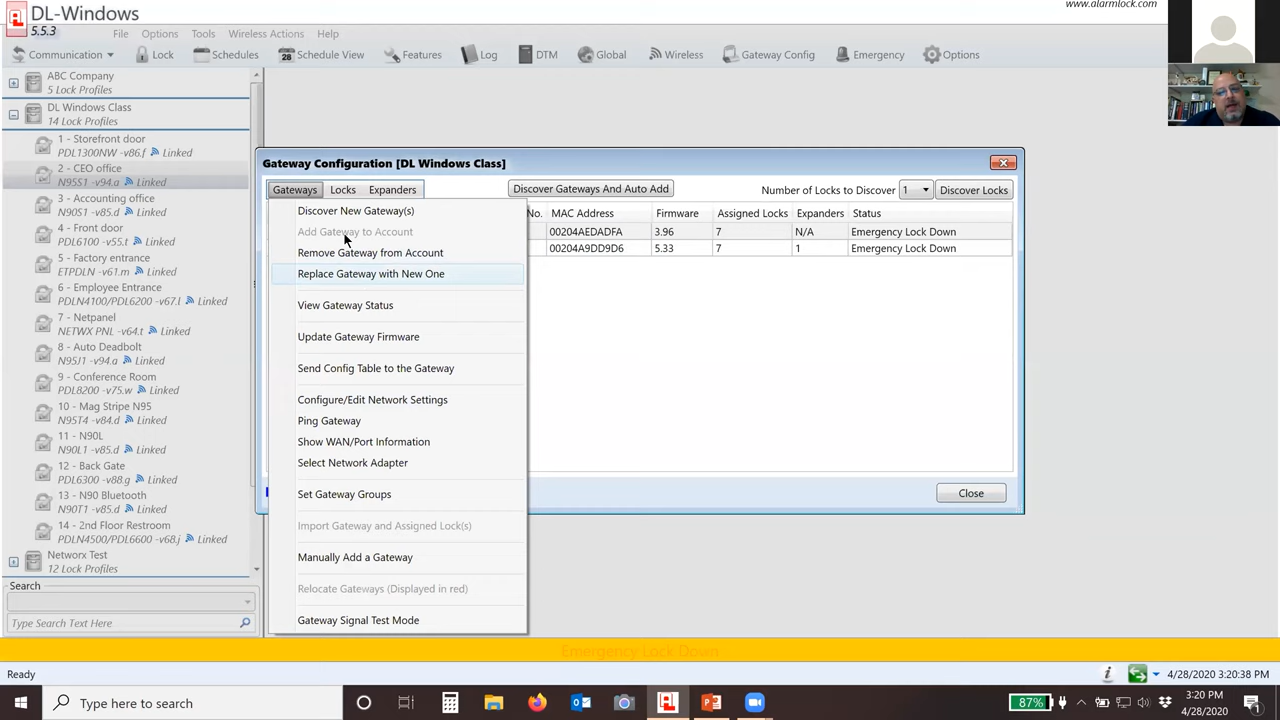 DL-Windows
www.alarmlock.com
5.5.3
File Options Tools Wireless Actions Help
Communication Lock 28 Schedules Schedule View Features Log DTM Global Wireless Gateway Config Emergency Options
ABC Company
5 Lock Profiles
DL Windows Class
14 Lock Profiles
1 - Storefront door
PDL1300NW -v86.f Linked
2 - CEO office
N95S1 -v94.a Linked
3 - Accounting office
N90S1 -v85.d Linked
4 - Front door
PDL6100 -v55.t Linked
5 - Factory entrance
ETPDLN -v61.m Linked
6 - Employee Entrance
PDLN4100/PDL6200 -v67.l Linked
7 - Netpanel
NETWX PNL -v64.t Linked
8 - Auto Deadbolt
N95J1 -v94.a Linked
9 - Conference Room
PDL8200 -v75.w Linked
10 - Mag Stripe N95
N95T4 -v84.d Linked
11 - N90L
N90L1 -v85.d Linked
12 - Back Gate
PDL6300 -v88.g Linked
13 - N90 Bluetooth
N90T1 -v85.d Linked
14 - 2nd Floor Restroom
PDLN4500/PDL6600 -v68.j Linked
Networx Test
12 Lock Profiles
Search
Type Search Text Here
Gateway Configuration [DL Windows Class]
Gateways Locks Expanders
Discover Gateways And Auto Add
Number of Locks to Discover 1 Discover Locks
No. MAC Address Firmware Assigned Locks Expanders Status
00204AEDADFA 3.96 7 N/A Emergency Lock Down
00204A9DD9D6 5.33 7 1 Emergency Lock Down
Discover New Gateway(s)
Add Gateway to Account
Remove Gateway from Account
Replace Gateway with New One
View Gateway Status
Update Gateway Firmware
Send Config Table to the Gateway
Configure/Edit Network Settings
Ping Gateway
Show WAN/Port Information
Select Network Adapter
Set Gateway Groups
Import Gateway and Assigned Lock(s)
Manually Add a Gateway
Relocate Gateways (Displayed in red)
Gateway Signal Test Mode
Close
Emergency Lock Down
Ready
4/28/2020 3:20:38 PM
Type here to search
87%
3:20 PM
4/28/2020